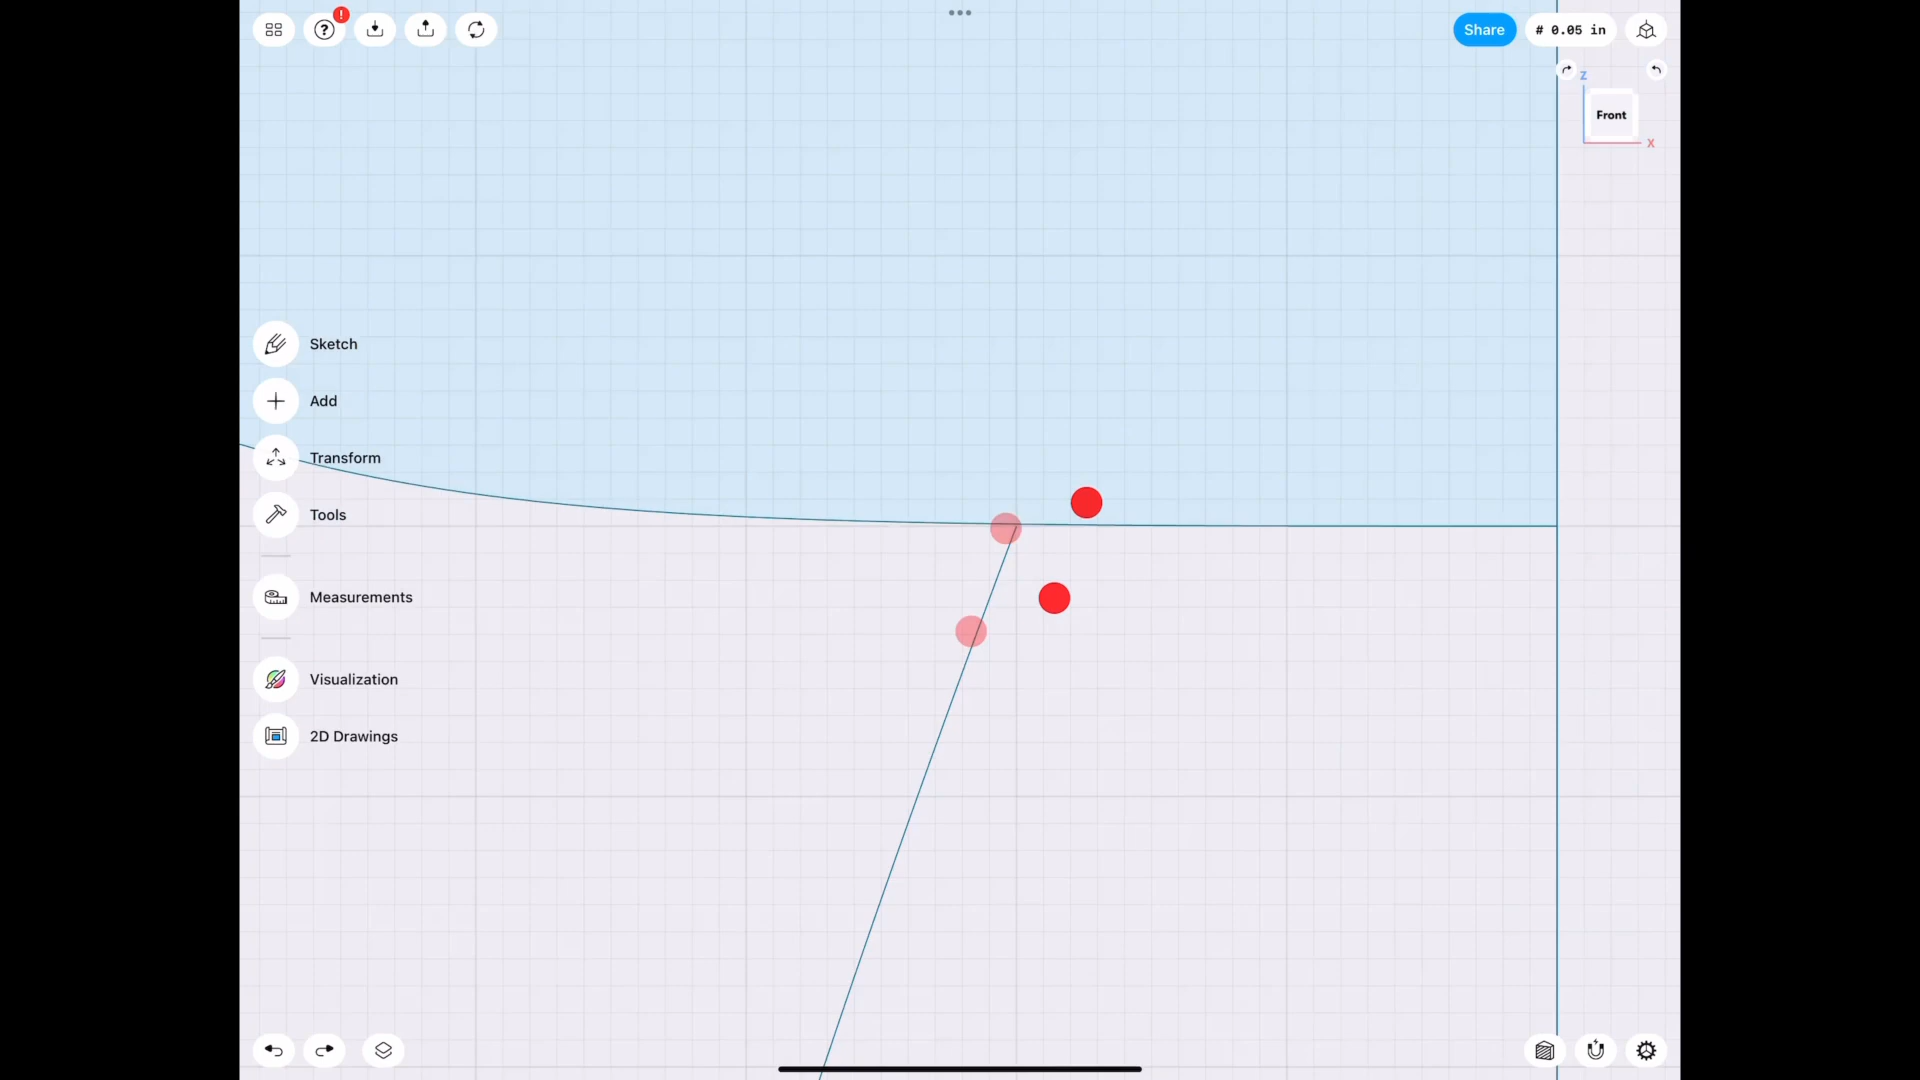 Share
# 0.05 in
Z
Front
X
Sketch
Add
Transform
Tools
Measurements
Visualization
2D Drawings